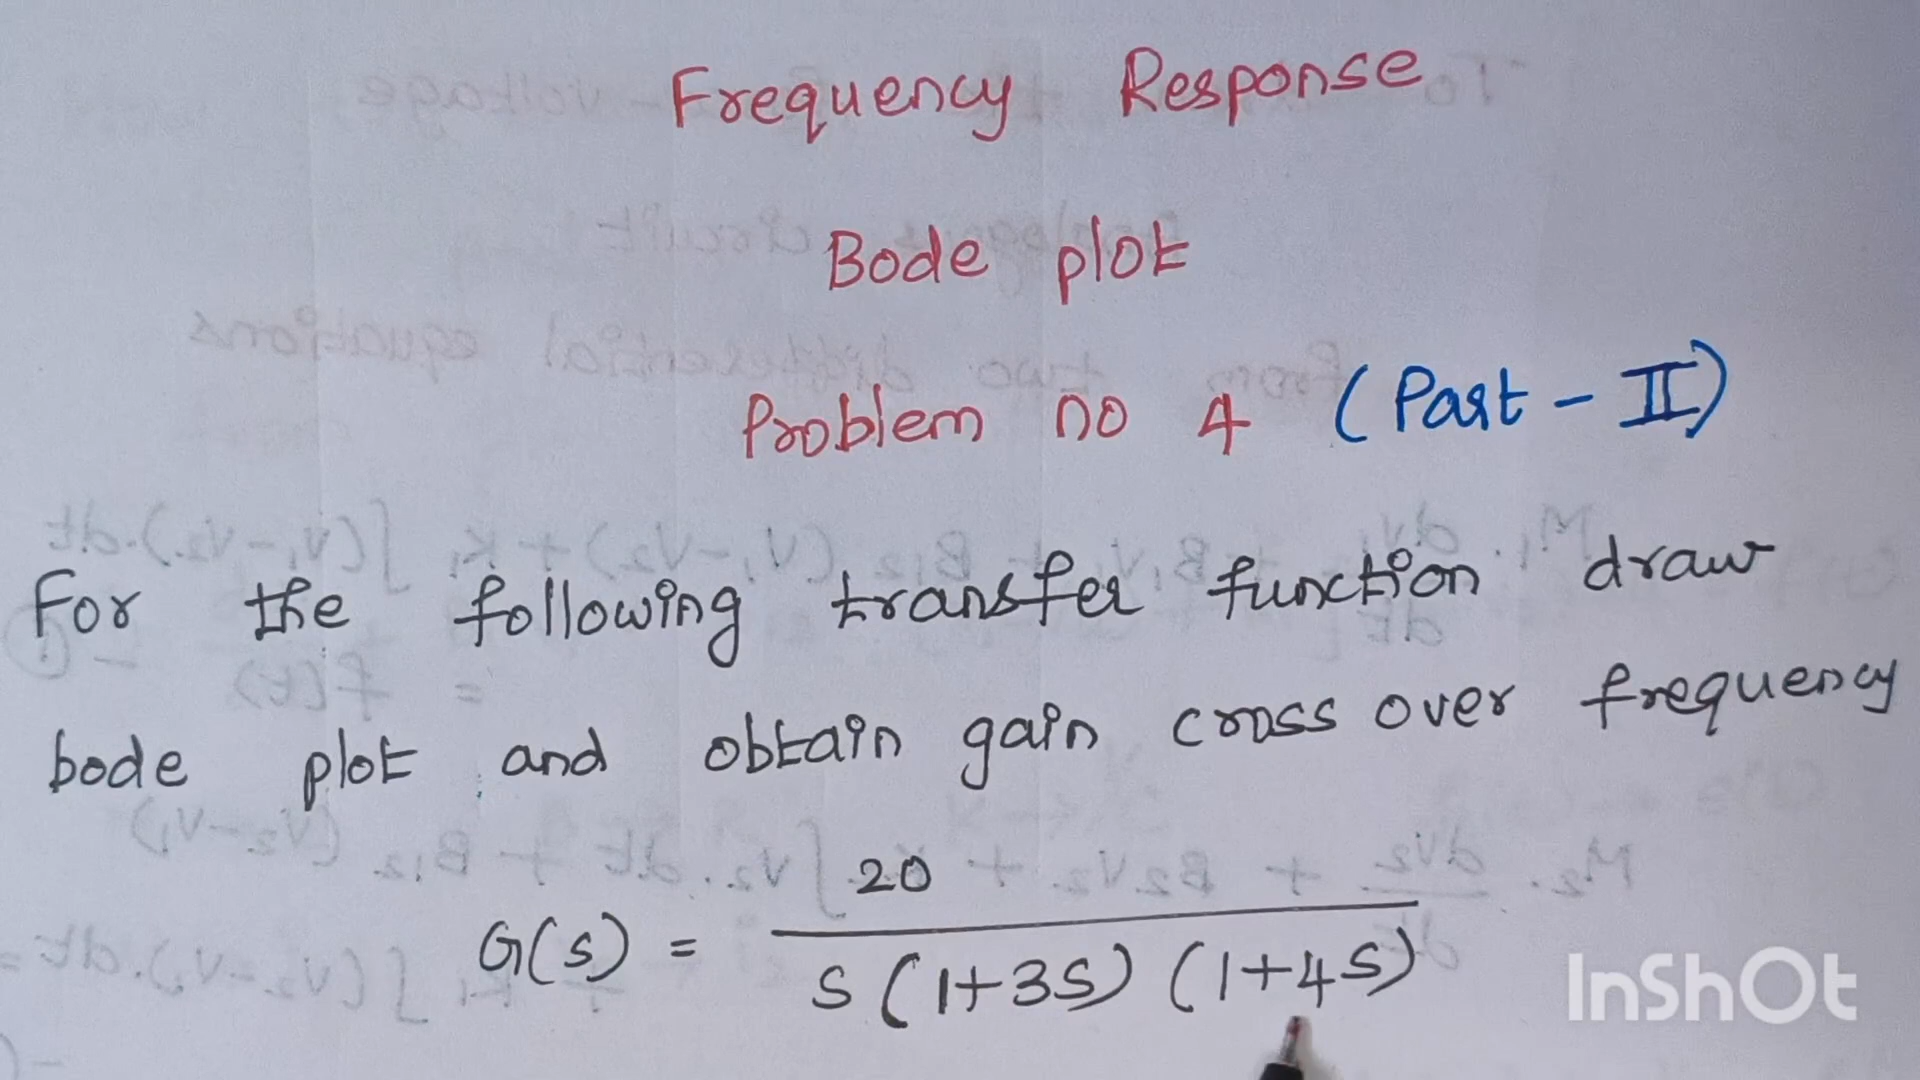 Frequency Response
Bode plot
Problem no 4 (Part - II)
For the following transfer function draw
bode plot and obtain gain cross over frequency
G(s) = 20 / s(1+3s)(1+4s)
InShOt